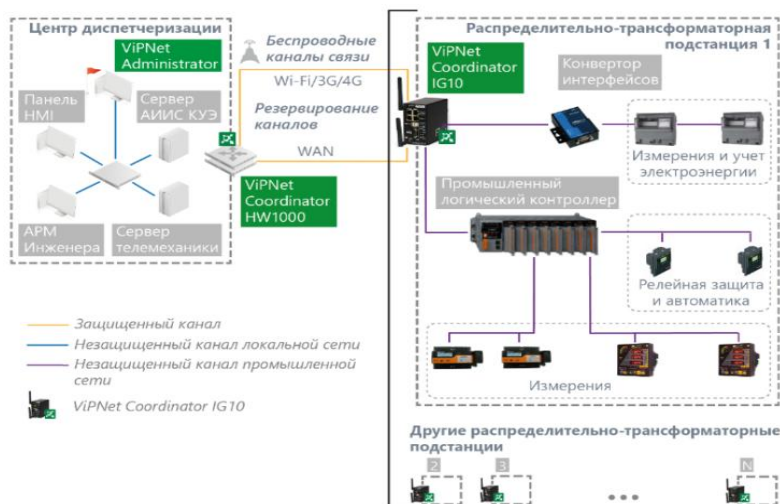 Центр диспетчеризации
ViPNet
Administrator
Панель
HMI
Сервер
АИИС КУЭ
АРМ
Инженера
Сервер
телемеханики
Беспроводные
каналы связи
Wi-Fi/3G/4G
Резервирование
каналов
WAN
ViPNet
Coordinator
HW1000
Распределительно-трансформаторная
подстанция 1
ViPNet
Coordinator
IG10
Конвертор
интерфейсов
Измерения и учет
электроэнергии
Промышленный
логический контроллер
Релейная защита
и автоматика
Измерения
Защищенный канал
Незащищенный канал локальной сети
Незащищенный канал промышленной
сети
ViPNet Coordinator IG10
Другие распределительно-трансформаторные
подстанции
2
3
...
N